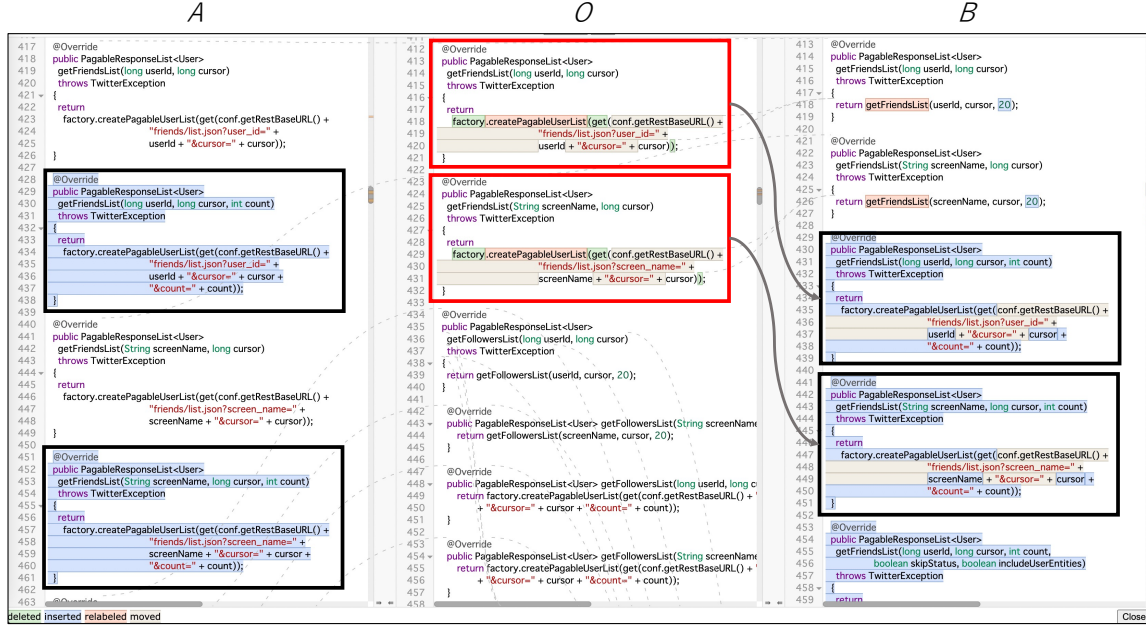 A
O
B
417 @Override
418 public PagableResponseList<User>
419 getFriendsList(long userId, long cursor)
420 throws TwitterException
421 {
422 return
423 factory.createPagableUserList(get(conf.getRestBaseURL() +
424 "friends/list.json?user_id=" +
425 userId + "&cursor=" + cursor));
426 }
427
428 @Override
429 public PagableResponseList<User>
430 getFriendsList(long userId, long cursor, int count)
431 throws TwitterException
432 {
433 return
434 factory.createPagableUserList(get(conf.getRestBaseURL() +
435 "friends/list.json?user_id=" +
436 userId + "&cursor=" + cursor +
437 "&count=" + count));
438 }
439
440 @Override
441 public PagableResponseList<User>
442 getFriendsList(String screenName, long cursor)
443 throws TwitterException
444 {
445 return
446 factory.createPagableUserList(get(conf.getRestBaseURL() +
447 "friends/list.json?screen_name=" +
448 screenName + "&cursor=" + cursor));
449 }
450
451 @Override
452 public PagableResponseList<User>
453 getFriendsList(String screenName, long cursor, int count)
454 throws TwitterException
455 {
456 return
457 factory.createPagableUserList(get(conf.getRestBaseURL() +
458 "friends/list.json?screen_name=" +
459 screenName + "&cursor=" + cursor +
460 "&count=" + count));
461 }
462
463 @Override
412 @Override
413 public PagableResponseList<User>
414 getFriendsList(long userId, long cursor)
415 throws TwitterException
416 {
417 return
418 factory.createPagableUserList(get(conf.getRestBaseURL() +
419 "friends/list.json?user_id=" +
420 userId + "&cursor=" + cursor));
421 }
422
423 @Override
424 public PagableResponseList<User>
425 getFriendsList(String screenName, long cursor)
426 throws TwitterException
427 {
428 return
429 factory.createPagableUserList(get(conf.getRestBaseURL() +
430 "friends/list.json?screen_name=" +
431 screenName + "&cursor=" + cursor));
432 }
433
434 @Override
435 public PagableResponseList<User>
436 getFollowersList(long userId, long cursor)
437 throws TwitterException
438 {
439 return getFollowersList(userId, cursor, 20);
440 }
441
442 @Override
443 public PagableResponseList<User> getFollowersList(String screenName
444 return getFollowersList(screenName, cursor, 20);
445 }
446
447 @Override
448 public PagableResponseList<User> getFollowersList(long userId, long c
449 return factory.createPagableUserList(get(conf.getRestBaseURL() + "
450 + "&cursor=" + cursor + "&count=" + count));
451 }
452
453 @Override
454 public PagableResponseList<User> getFollowersList(String screenName
455 return factory.createPagableUserList(get(conf.getRestBaseURL() + "
456 + "&cursor=" + cursor + "&count=" + count));
457 }
458
413 @Override
414 public PagableResponseList<User>
415 getFriendsList(long userId, long cursor)
416 throws TwitterException
417 {
418 return getFriendsList(userId, cursor, 20);
419 }
420
421 @Override
422 public PagableResponseList<User>
423 getFriendsList(String screenName, long cursor)
424 throws TwitterException
425 {
426 return getFriendsList(screenName, cursor, 20);
427 }
428
429 @Override
430 public PagableResponseList<User>
431 getFriendsList(long userId, long cursor, int count)
432 throws TwitterException
433 {
434 return
435 factory.createPagableUserList(get(conf.getRestBaseURL() +
436 "friends/list.json?user_id=" +
437 userId + "&cursor=" + cursor +
438 "&count=" + count));
439 }
440
441 @Override
442 public PagableResponseList<User>
443 getFriendsList(String screenName, long cursor, int count)
444 throws TwitterException
445 {
446 return
447 factory.createPagableUserList(get(conf.getRestBaseURL() +
448 "friends/list.json?screen_name=" +
449 screenName + "&cursor=" + cursor +
450 "&count=" + count));
451 }
452
453 @Override
454 public PagableResponseList<User>
455 getFriendsList(long userId, long cursor, int count,
456 boolean skipStatus, boolean includeUserEntities)
457 throws TwitterException
458 {
459 return
deleted inserted relabeled moved
Close